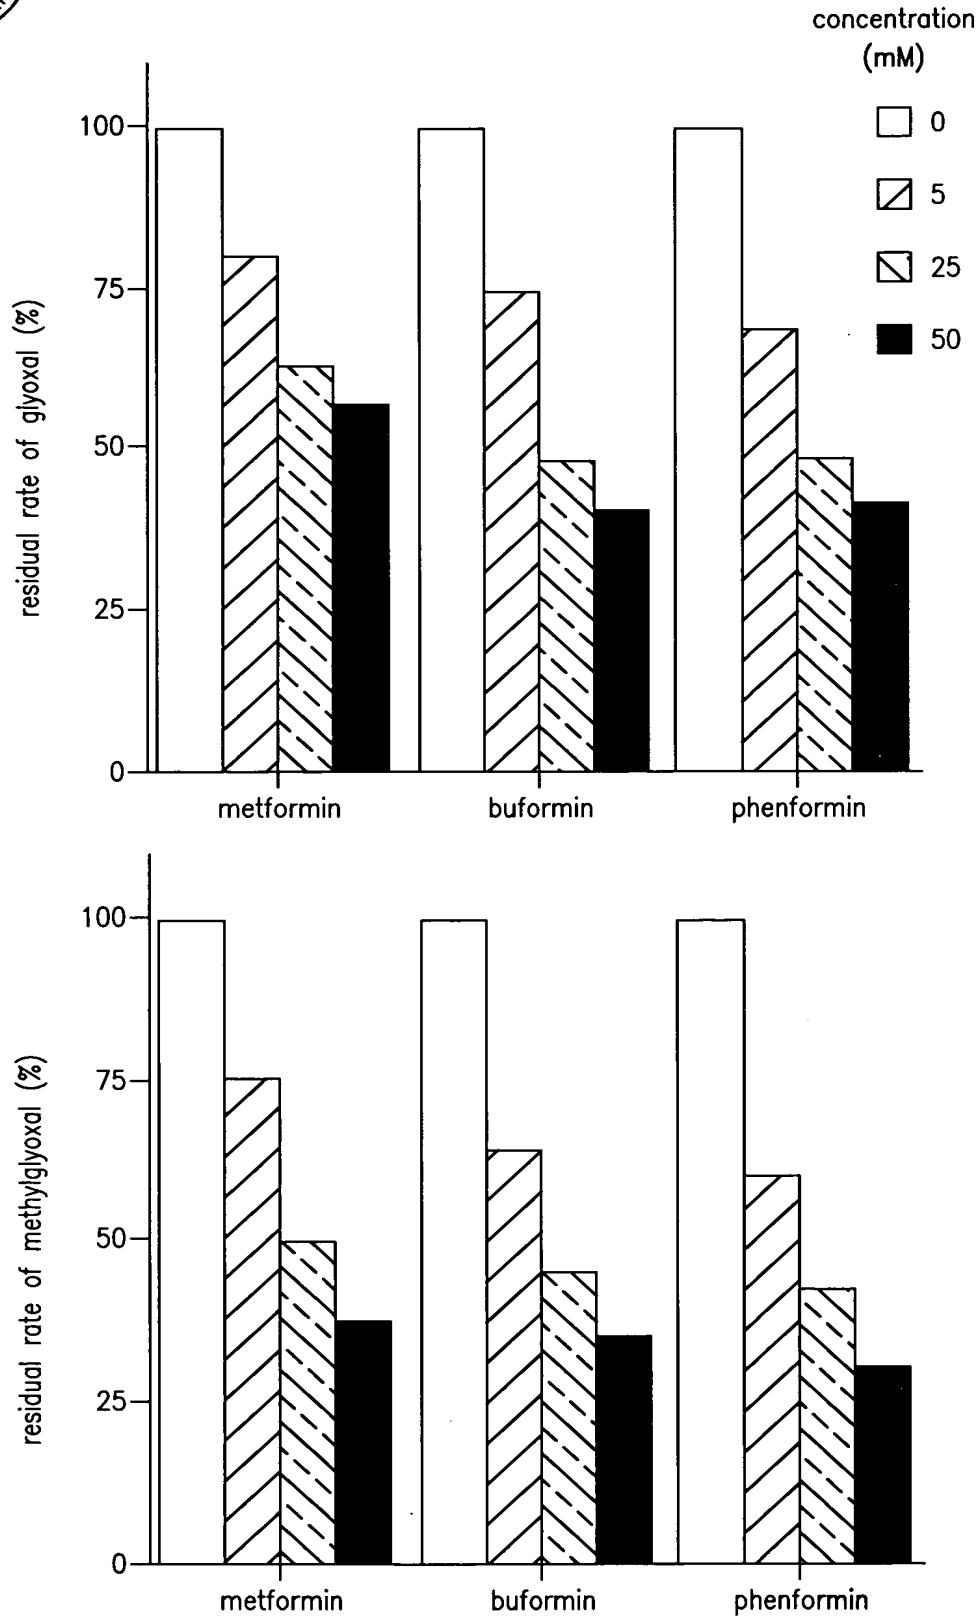 concentration
(mM)
0
5
25
50
residual rate of glyoxal (%)
100
75
50
25
0
metformin buformin phenformin
residual rate of methylglyoxal (%)
100
75
50
25
0
metformin buformin phenformin